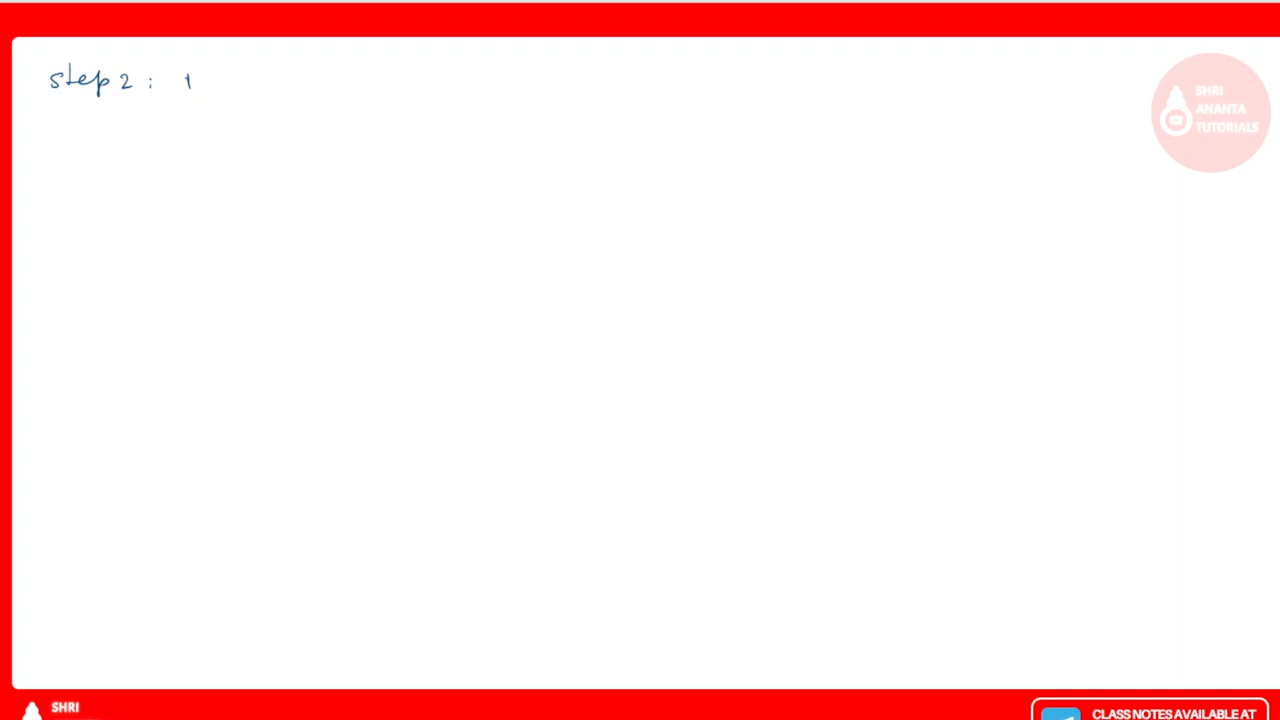 step 2 :
SHRI
ANANTA
TUTORIALS
SHRI
CLASS NOTES AVAILABLE AT